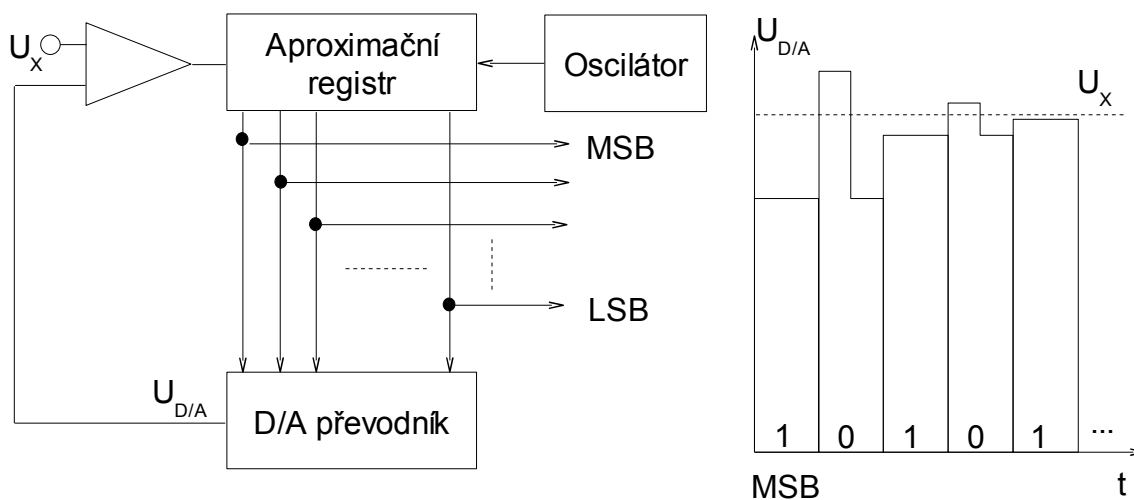 U_X
Aproximační
registr
Oscilátor
MSB
LSB
U_D/A
D/A převodník
U_D/A
U_X
1 0 1 0 1 ...
MSB
t